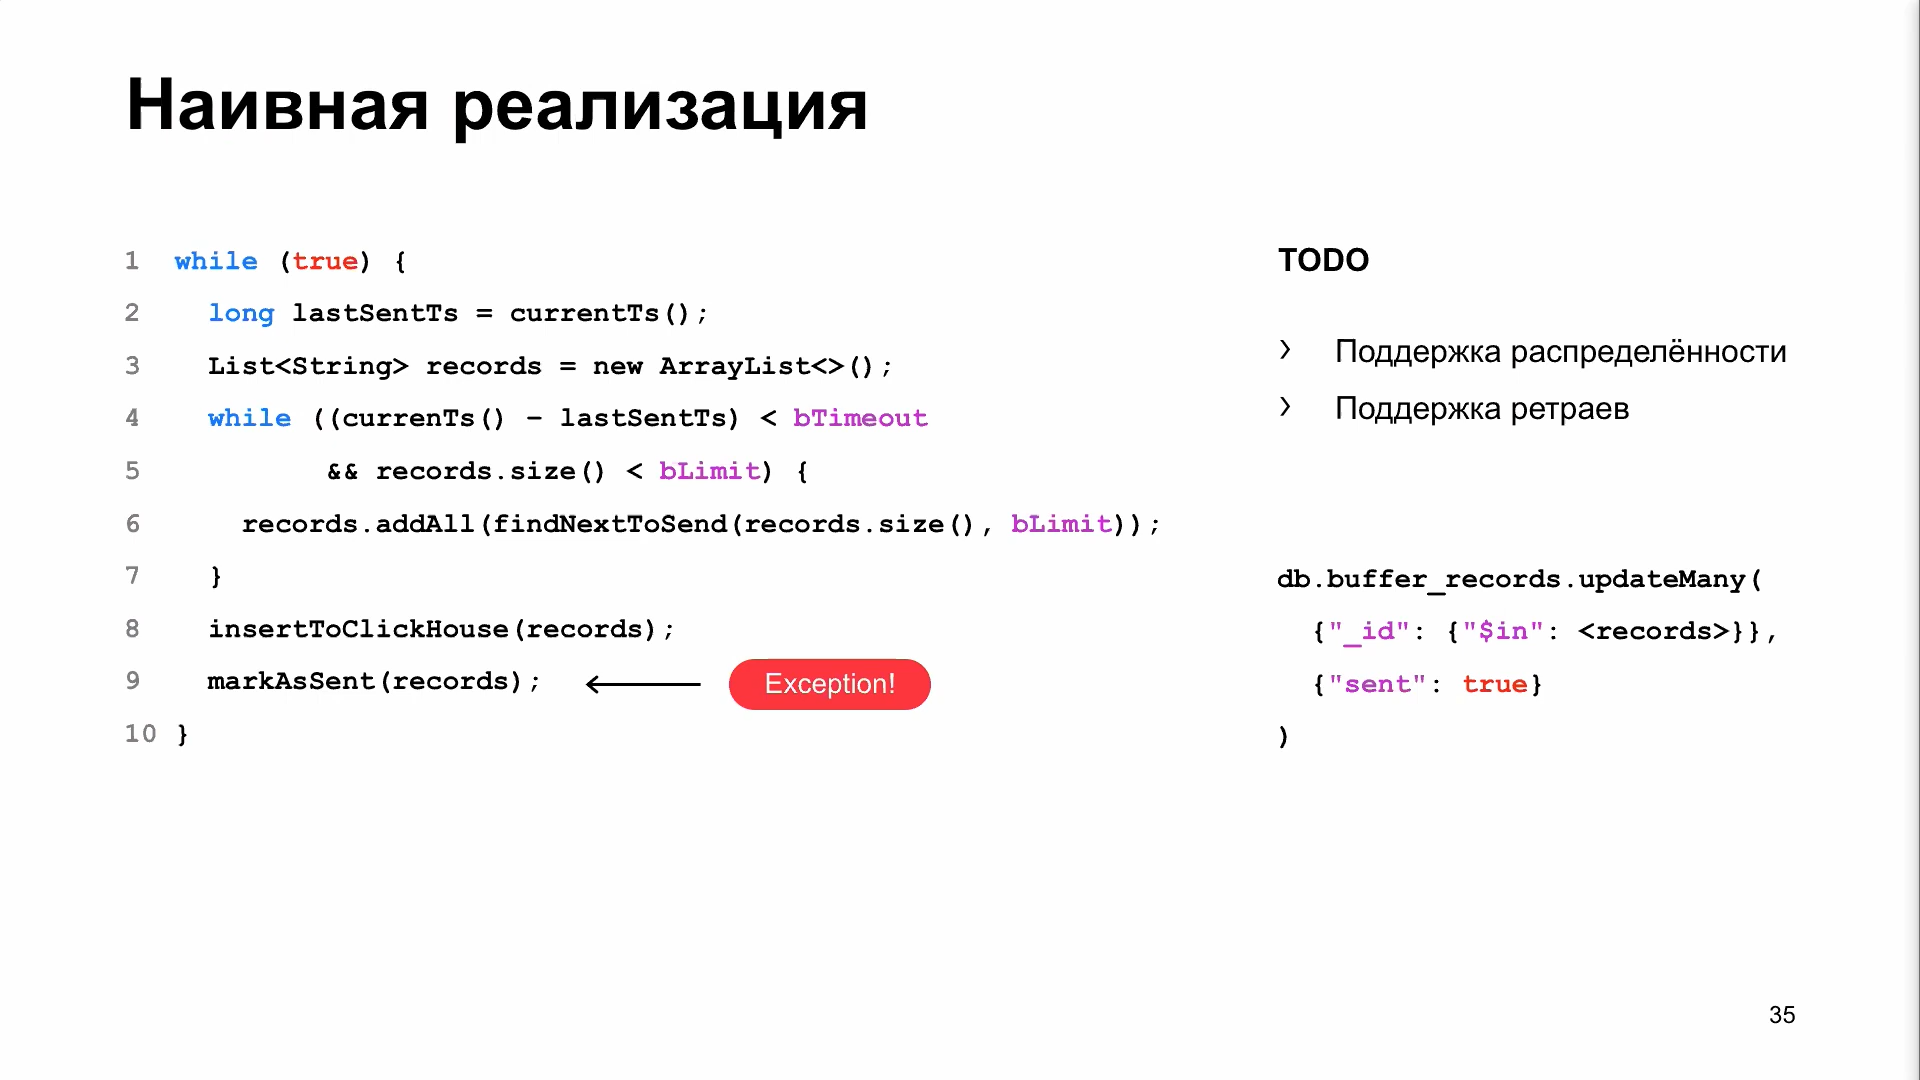 Наивная реализация
1 while (true) {
2 long lastSentTs = currentTs();
3 List<String> records = new ArrayList<>();
4 while ((currenTs() – lastSentTs) < bTimeout
5 && records.size() < bLimit) {
6 records.addAll(findNextToSend(records.size(), bLimit));
7 }
8 insertToClickHouse(records);
9 markAsSent(records); Exception!
10 }
TODO
› Поддержка распределённости
› Поддержка ретраев
db.buffer_records.updateMany(
{"_id": {"$in": <records>}},
{"sent": true}
)
35